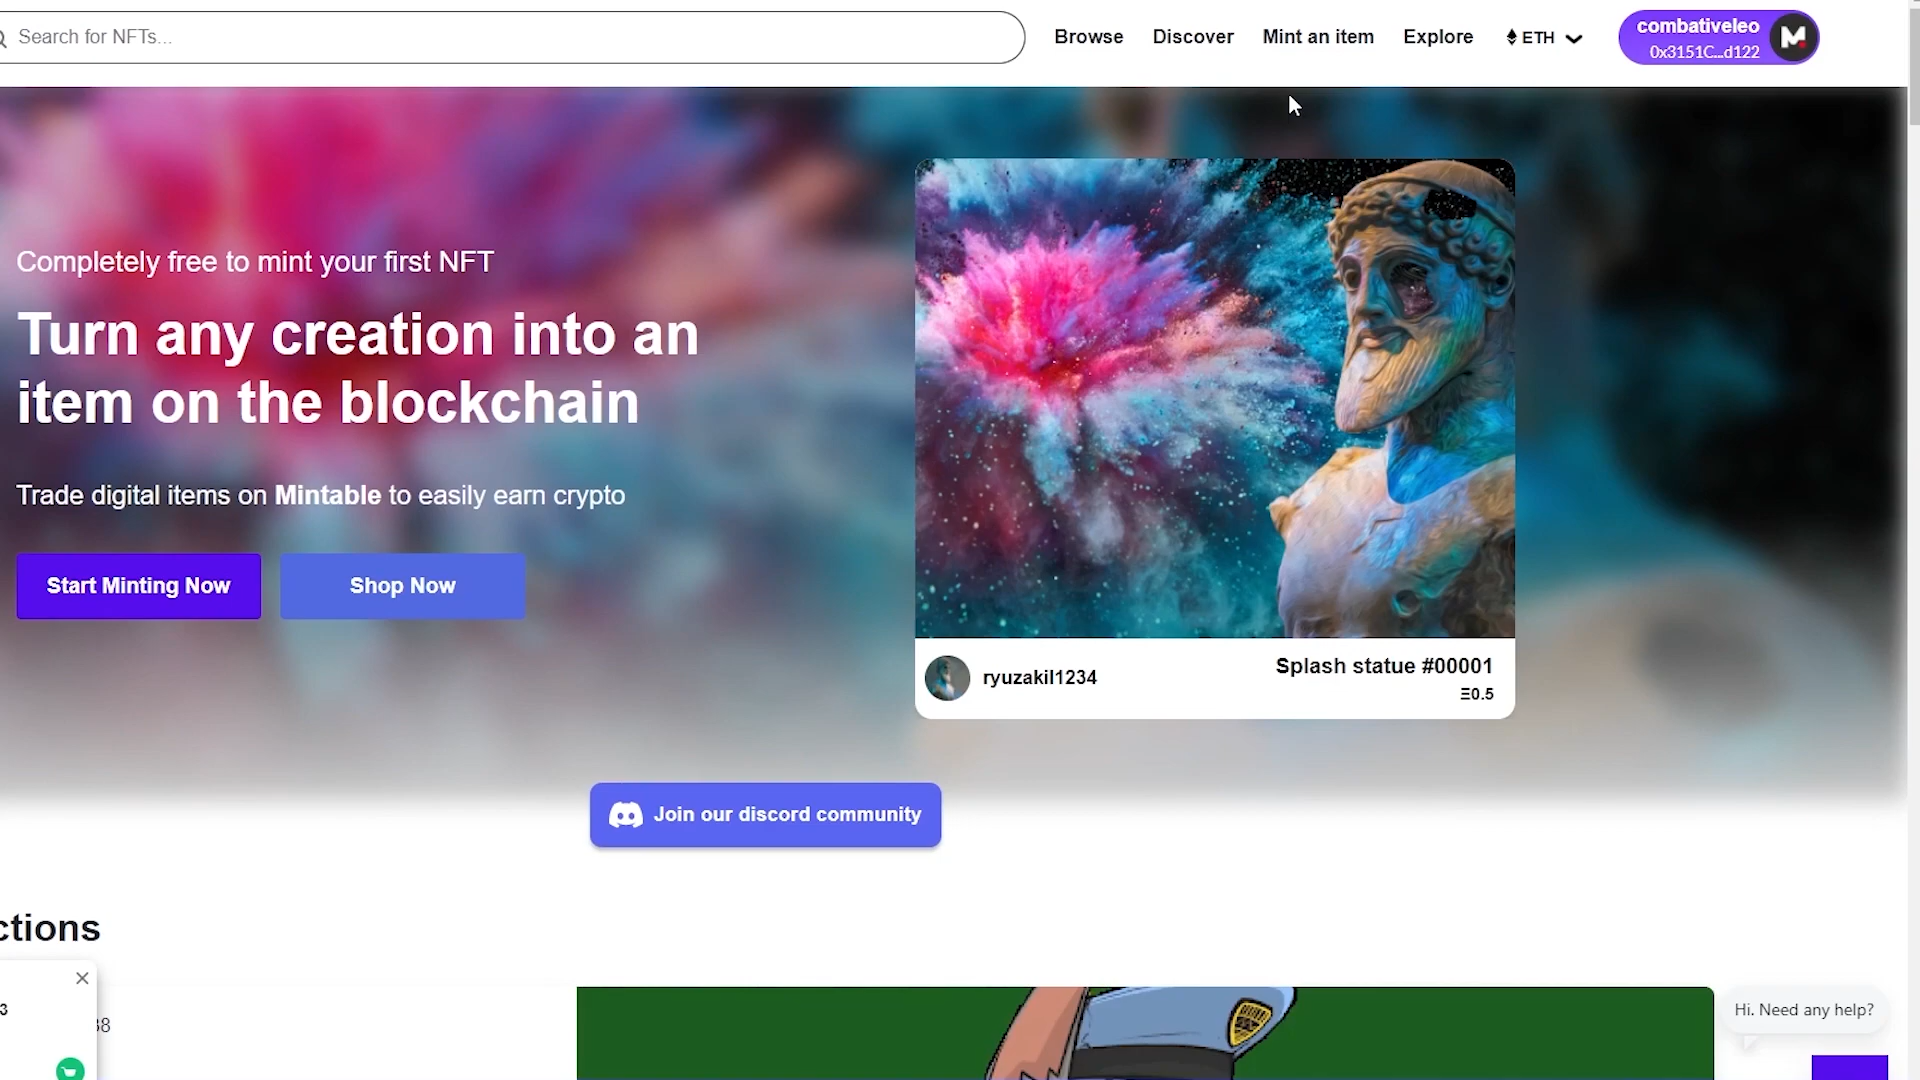 Search for NFTs...
Browse
Discover
Mint an item
Explore
ETH
combativeleo
0x3151C...d122
M
Completely free to mint your first NFT
Turn any creation into an
item on the blockchain
Trade digital items on Mintable to easily earn crypto
Start Minting Now
Shop Now
ryuzakil1234
Splash statue #00001
Ξ0.5
Join our discord community
ctions
3
38
Hi. Need any help?